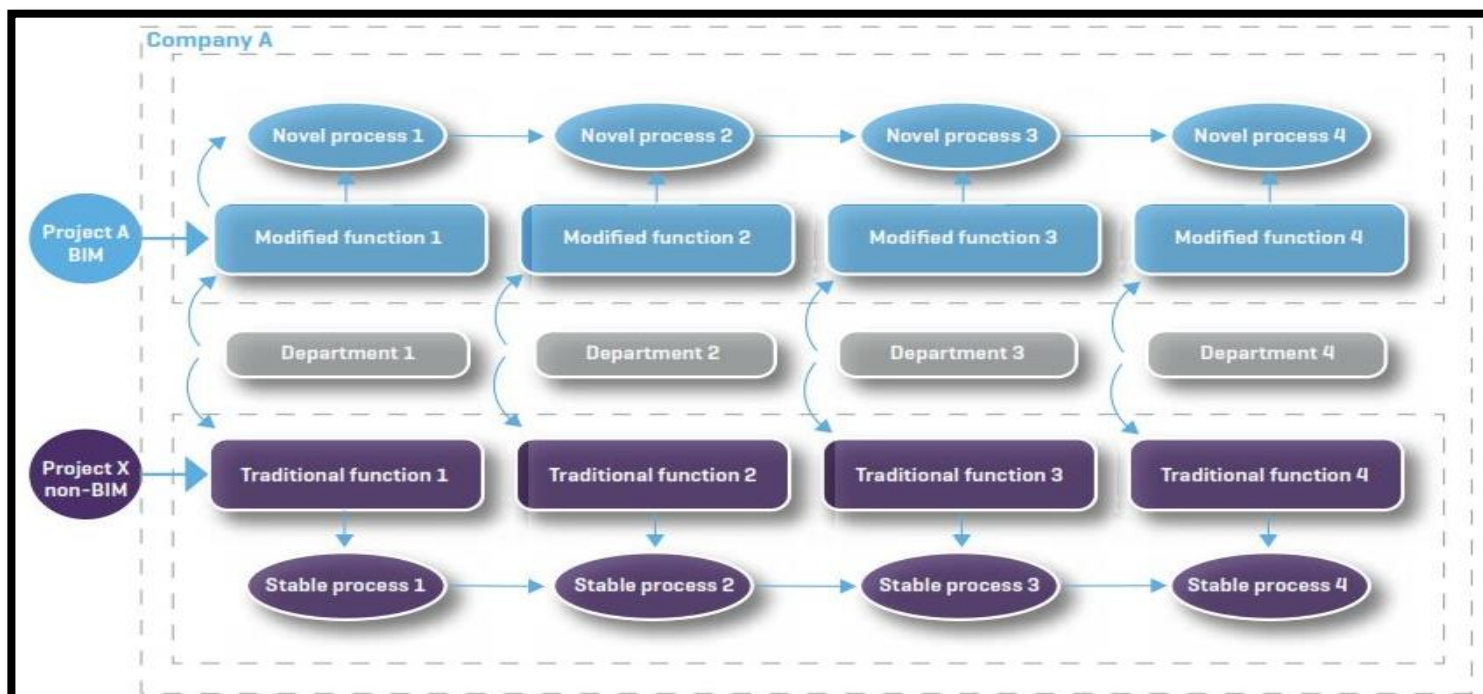 Company A
Novel process 1
Novel process 2
Novel process 3
Novel process 4
Project A
BIM
Modified function 1
Modified function 2
Modified function 3
Modified function 4
Department 1
Department 2
Department 3
Department 4
Project X
non-BIM
Traditional function 1
Traditional function 2
Traditional function 3
Traditional function 4
Stable process 1
Stable process 2
Stable process 3
Stable process 4